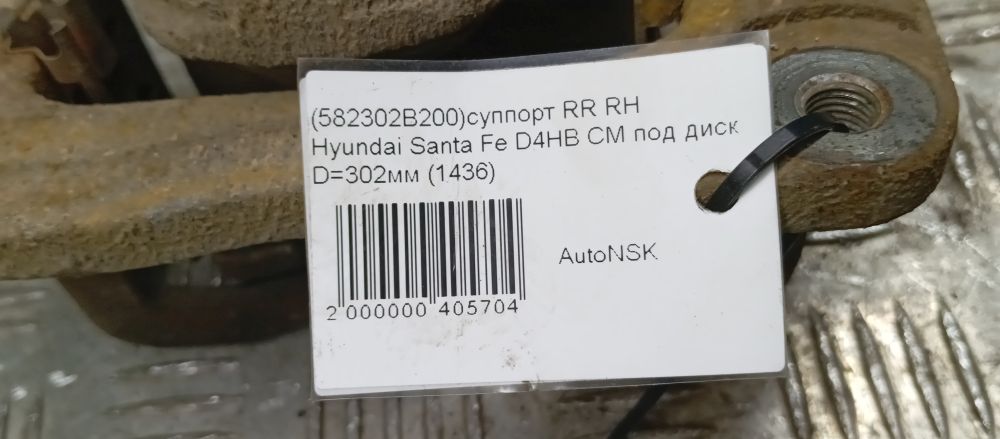 (582302B200)суппорт RR RH
Hyundai Santa Fe D4HB CM под диск
D=302мм (1436)
AutoNSK
2 000000 405704